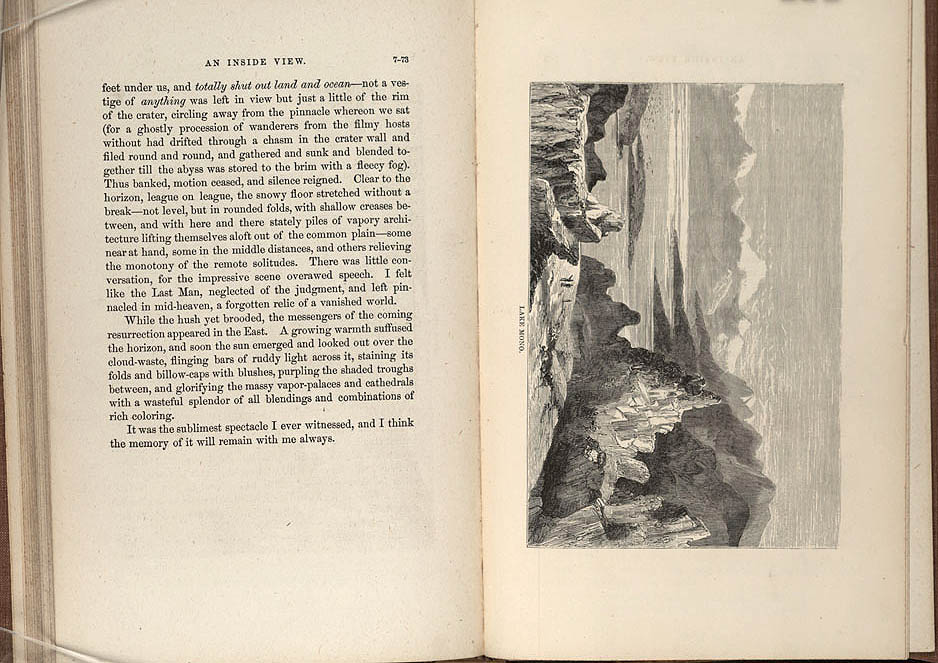 AN INSIDE VIEW.
7-73
feet under us, and totally shut out land and ocean—not a ves-
tige of anything was left in view but just a little of the rim
of the crater, circling away from the pinnacle whereon we sat
(for a ghostly procession of wanderers from the filmy hosts
without had drifted through a chasm in the crater wall and
filed round and round, and gathered and sunk and blended to-
gether till the abyss was stored to the brim with a fleecy fog).
Thus banked, motion ceased, and silence reigned. Clear to the
horizon, league on league, the snowy floor stretched without a
break—not level, but in rounded folds, with shallow creases be-
tween, and with here and there stately piles of vapory archi-
tecture lifting themselves aloft out of the common plain—some
near at hand, some in the middle distances, and others relieving
the monotony of the remote solitudes. There was little con-
versation, for the impressive scene overawed speech. I felt
like the Last Man, neglected of the judgment, and left pin-
nacled in mid-heaven, a forgotten relic of a vanished world.
While the hush yet brooded, the messengers of the coming
resurrection appeared in the East. A growing warmth suffused
the horizon, and soon the sun emerged and looked out over the
cloud-waste, flinging bars of ruddy light across it, staining its
folds and billow-caps with blushes, purpling the shaded troughs
between, and glorifying the massy vapor-palaces and cathedrals
with a wasteful splendor of all blendings and combinations of
rich coloring.
It was the sublimest spectacle I ever witnessed, and I think
the memory of it will remain with me always.
LAKE MONO.